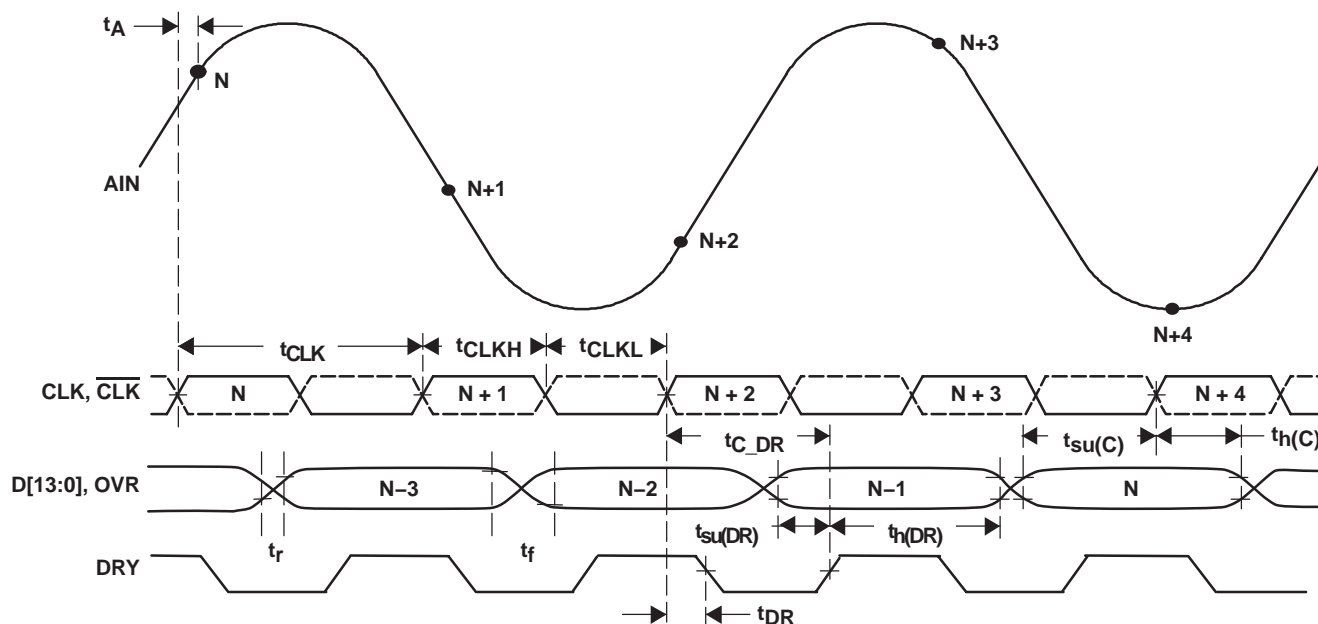 tA
N
N+3
AIN
N+1
N+2
N+4
tCLK
tCLKH
tCLKL
CLK, CLK
N
N + 1
N + 2
N + 3
N + 4
tC_DR
tsu(C)
th(C)
D[13:0], OVR
N−3
N−2
N−1
N
tr
tf
tsu(DR)
th(DR)
DRY
tDR